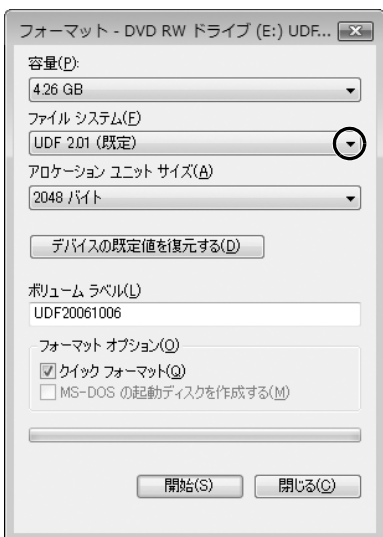 フォーマット - DVD RW ドライブ (E:) UDF...
容量(P):
4.26 GB
ファイル システム(F)
UDF 2.01 (既定)
アロケーション ユニット サイズ(A)
2048 バイト
デバイスの既定値を復元する(D)
ボリューム ラベル(L)
UDF20061006
フォーマット オプション(O)
クイック フォーマット(Q)
MS-DOS の起動ディスクを作成する(M)
開始(S) 閉じる(C)